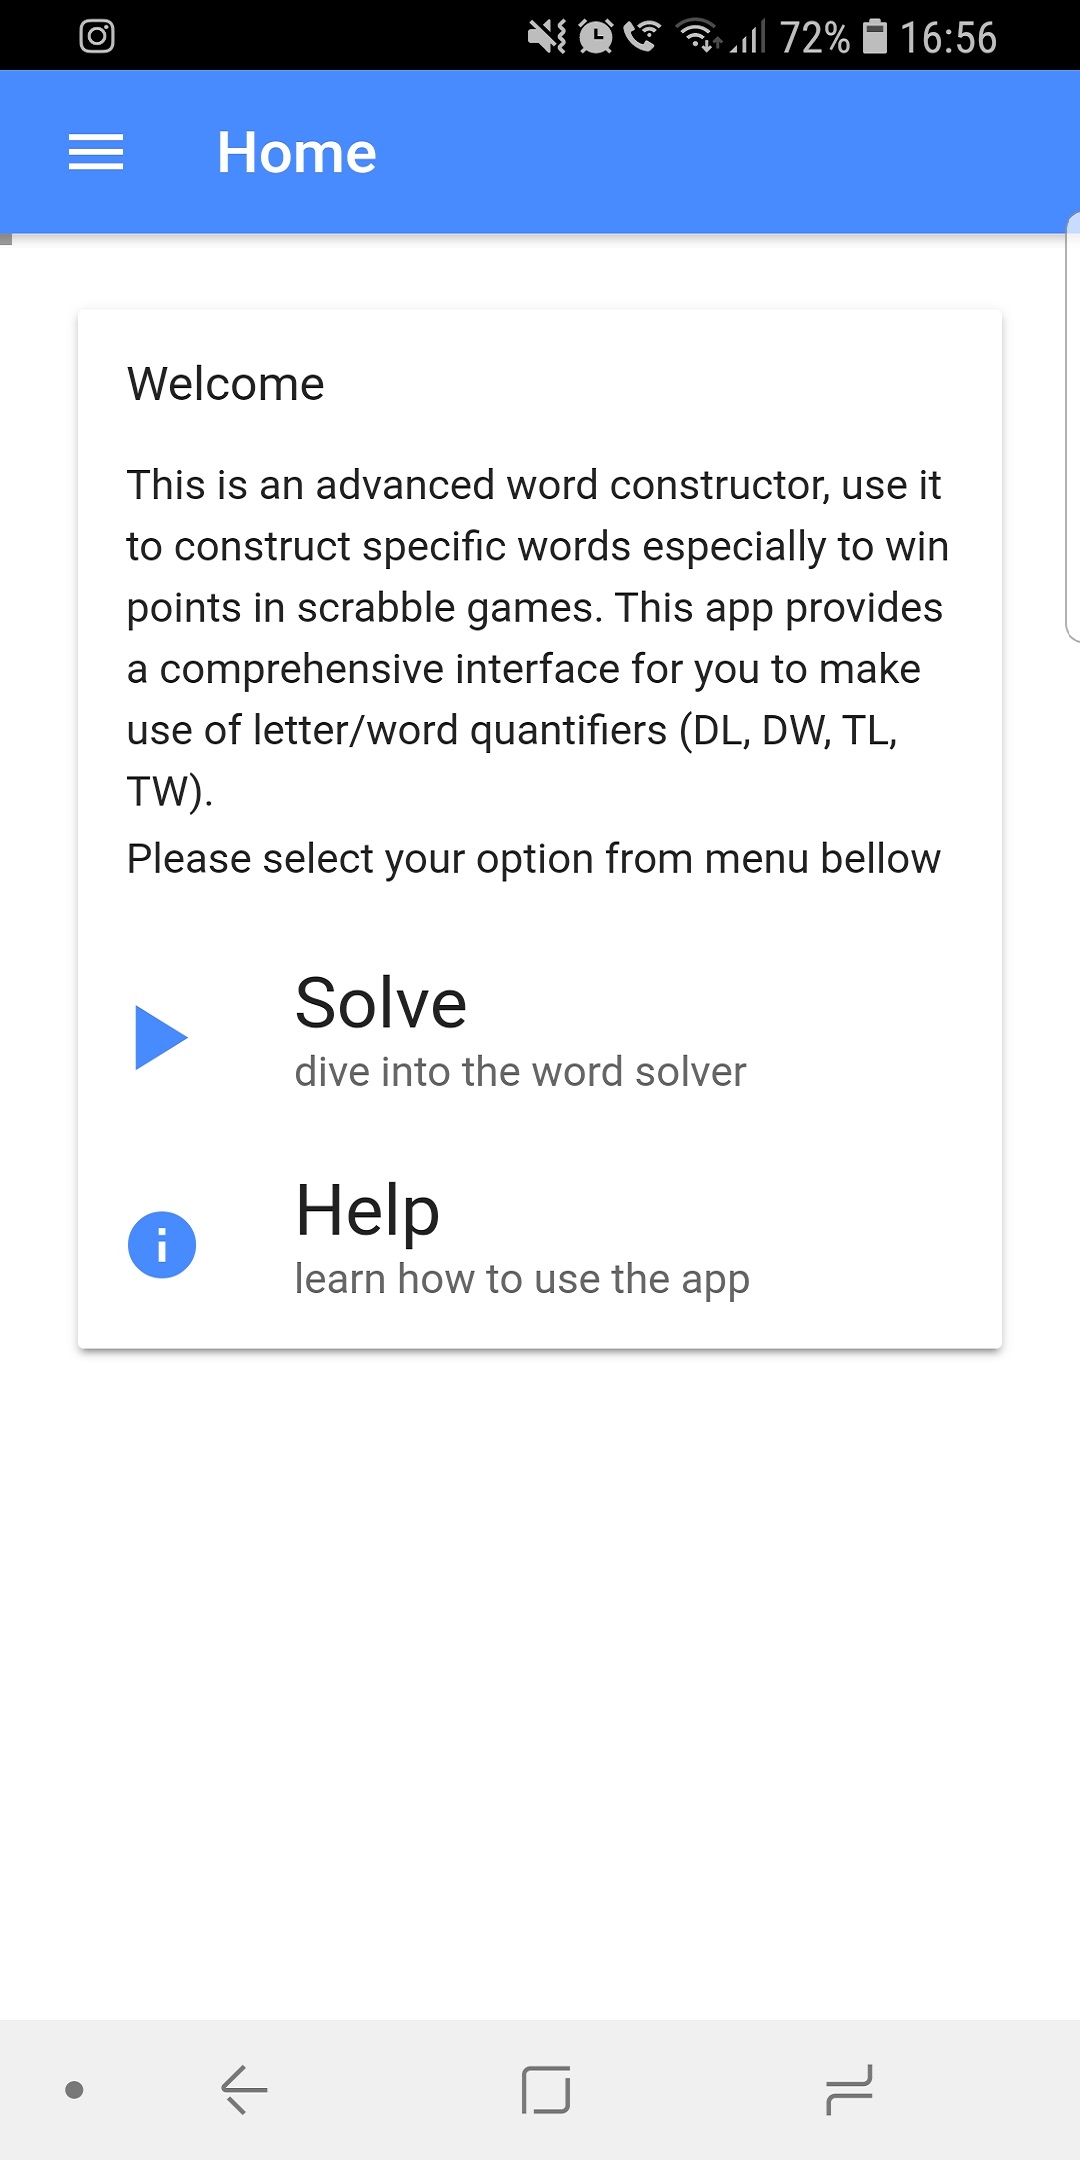 72% 16:56
Home
Welcome
This is an advanced word constructor, use it
to construct specific words especially to win
points in scrabble games. This app provides
a comprehensive interface for you to make
use of letter/word quantifiers (DL, DW, TL,
TW).
Please select your option from menu bellow
Solve
dive into the word solver
Help
learn how to use the app